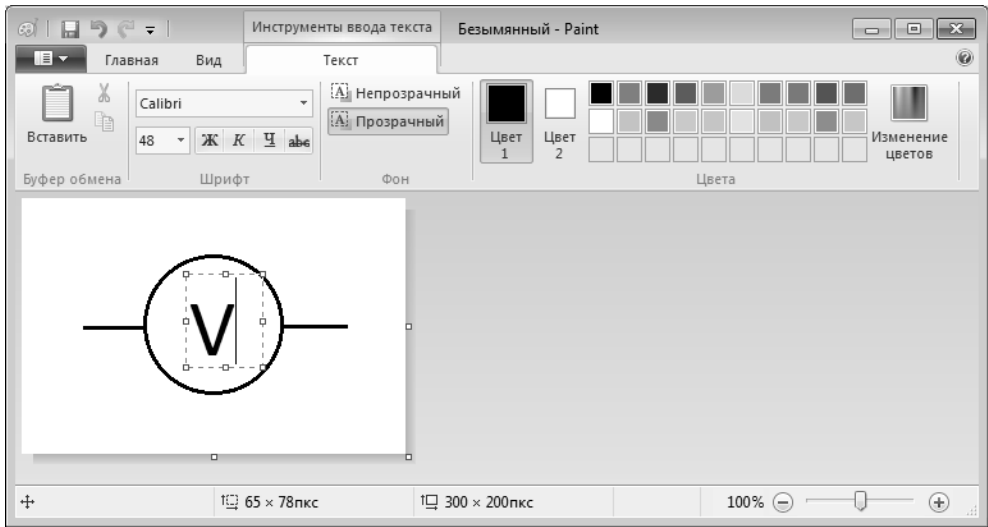 Инструменты ввода текста Безымянный - Paint
Главная Вид Текст
Вставить
Calibri
48 Ж К Ч abc
Непрозрачный
Прозрачный
Цвет 1
Цвет 2
Изменение цветов
Буфер обмена Шрифт Фон Цвета
V
65 × 78пкс 300 × 200пкс 100%